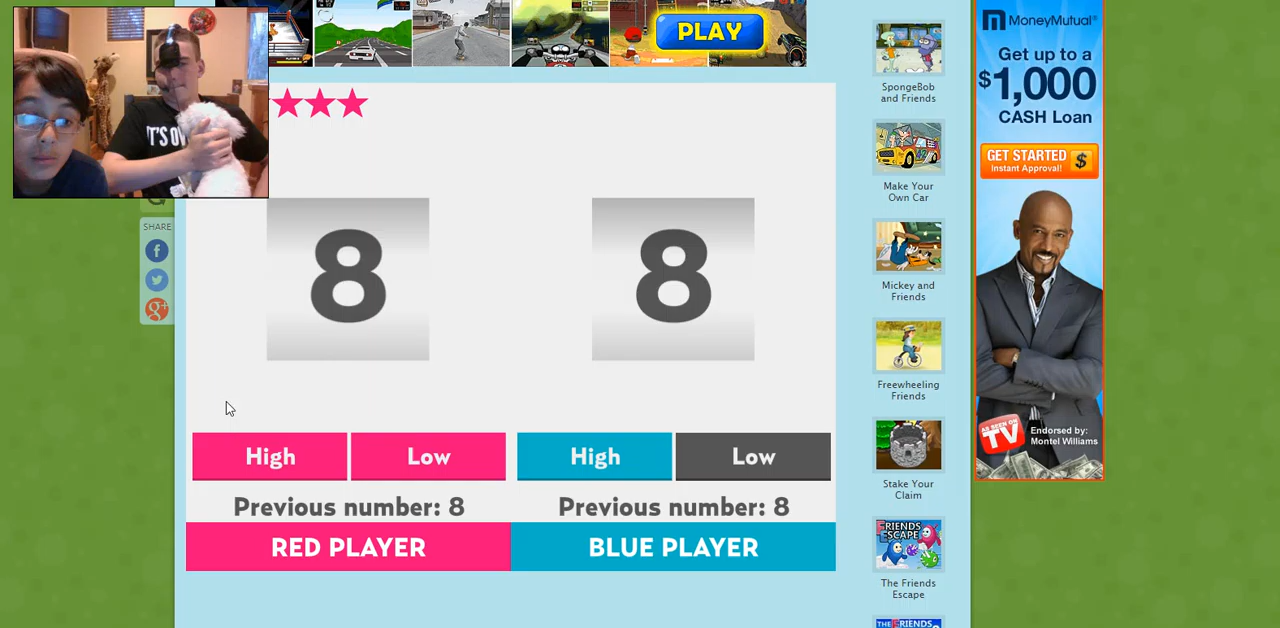 PLAY
IT'S O
SHARE
8
8
High
Low
High
Low
Previous number: 8
Previous number: 8
RED PLAYER
BLUE PLAYER
SpongeBob
and Friends
Make Your
Own Car
Mickey and
Friends
Freewheeling
Friends
Stake Your
Claim
FRIENDS
ESCAPE
The Friends
Escape
THE FRIENDS
MoneyMutual®
Get up to a
$1,000
CASH Loan
GET STARTED
Instant Approval!
$
AS SEEN ON
TV
Endorsed by:
Montel Williams